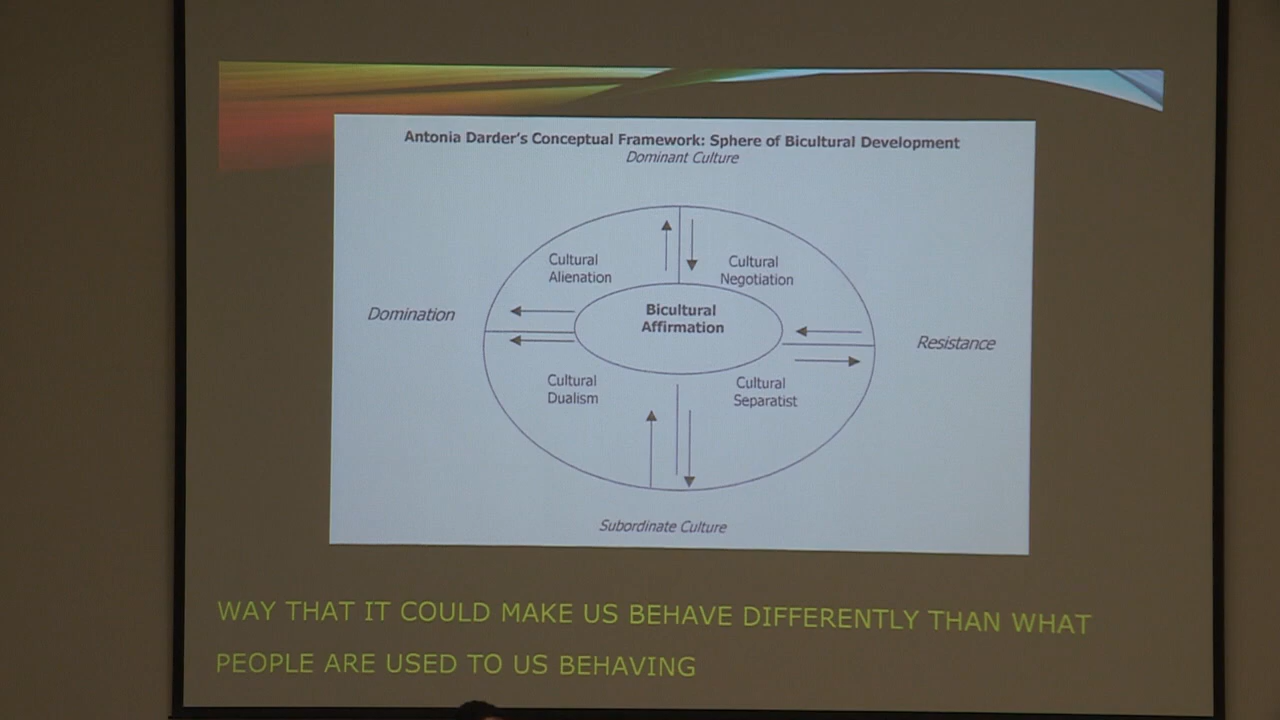 Antonia Darder's Conceptual Framework: Sphere of Bicultural Development
Dominant Culture
Cultural
Alienation
Cultural
Negotiation
Domination
Bicultural
Affirmation
Resistance
Cultural
Dualism
Cultural
Separatist
Subordinate Culture
WAY THAT IT COULD MAKE US BEHAVE DIFFERENTLY THAN WHAT
PEOPLE ARE USED TO US BEHAVING